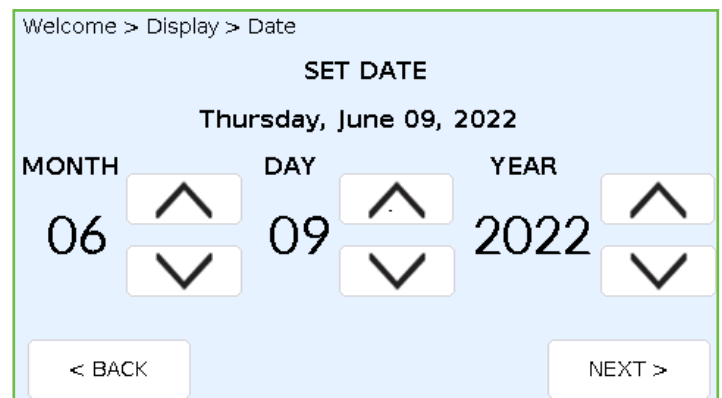 Welcome > Display > Date
SET DATE
Thursday, June 09, 2022
MONTH DAY YEAR
06 09 2022
< BACK NEXT >